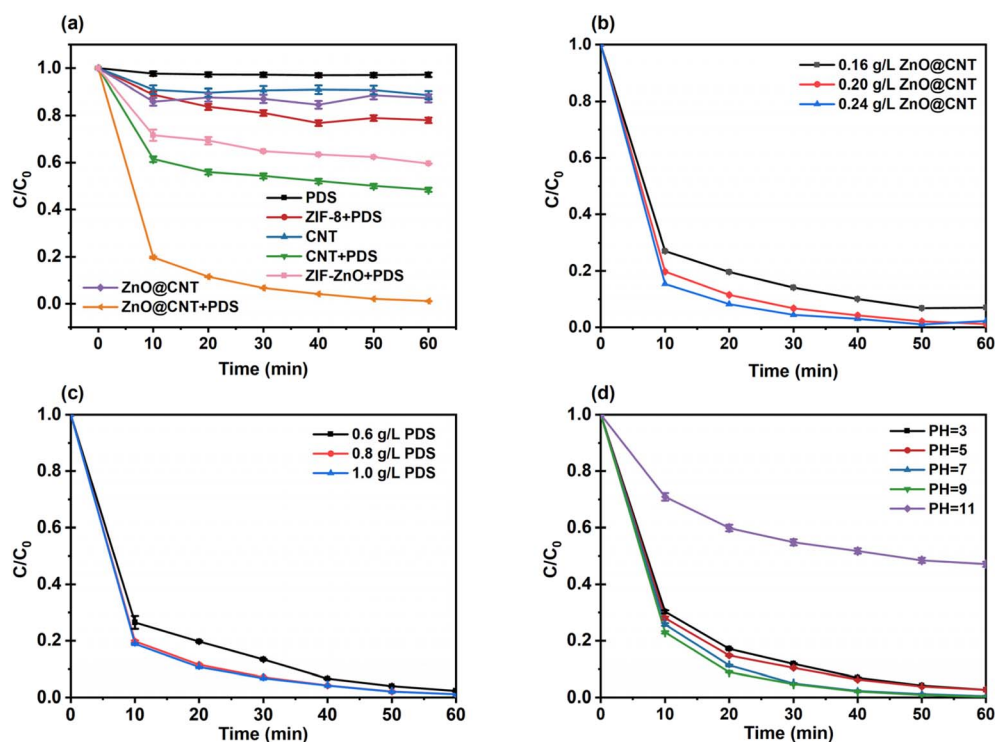 (a)
1.0
0.8
0.6
0.4
0.2
0.0
C/C₀
PDS
ZIF-8+PDS
CNT
CNT+PDS
ZIF-ZnO+PDS
ZnO@CNT
ZnO@CNT+PDS
0 10 20 30 40 50 60
Time (min)
(b)
1.0
0.8
0.6
0.4
0.2
0.0
C/C₀
0.16 g/L ZnO@CNT
0.20 g/L ZnO@CNT
0.24 g/L ZnO@CNT
0 10 20 30 40 50 60
Time (min)
(c)
1.0
0.8
0.6
0.4
0.2
0.0
C/C₀
0.6 g/L PDS
0.8 g/L PDS
1.0 g/L PDS
0 10 20 30 40 50 60
Time (min)
(d)
1.0
0.8
0.6
0.4
0.2
0.0
C/C₀
PH=3
PH=5
PH=7
PH=9
PH=11
0 10 20 30 40 50 60
Time (min)